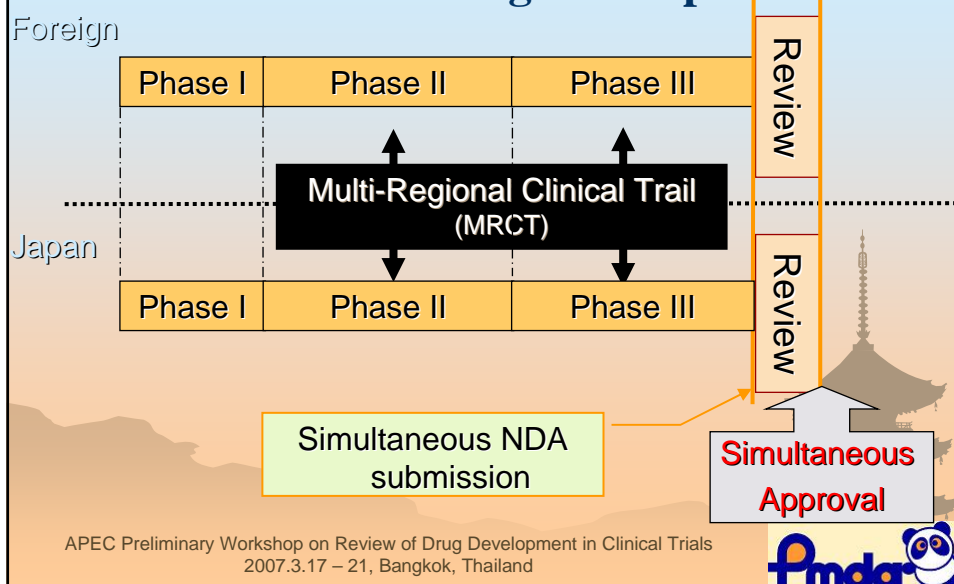 Foreign
Phase I
Phase II
Phase III
Review
Multi-Regional Clinical Trail
(MRCT)
Japan
Phase I
Phase II
Phase III
Review
Simultaneous NDA
submission
Simultaneous
Approval
APEC Preliminary Workshop on Review of Drug Development in Clinical Trials
2007.3.17 – 21, Bangkok, Thailand
Pmda